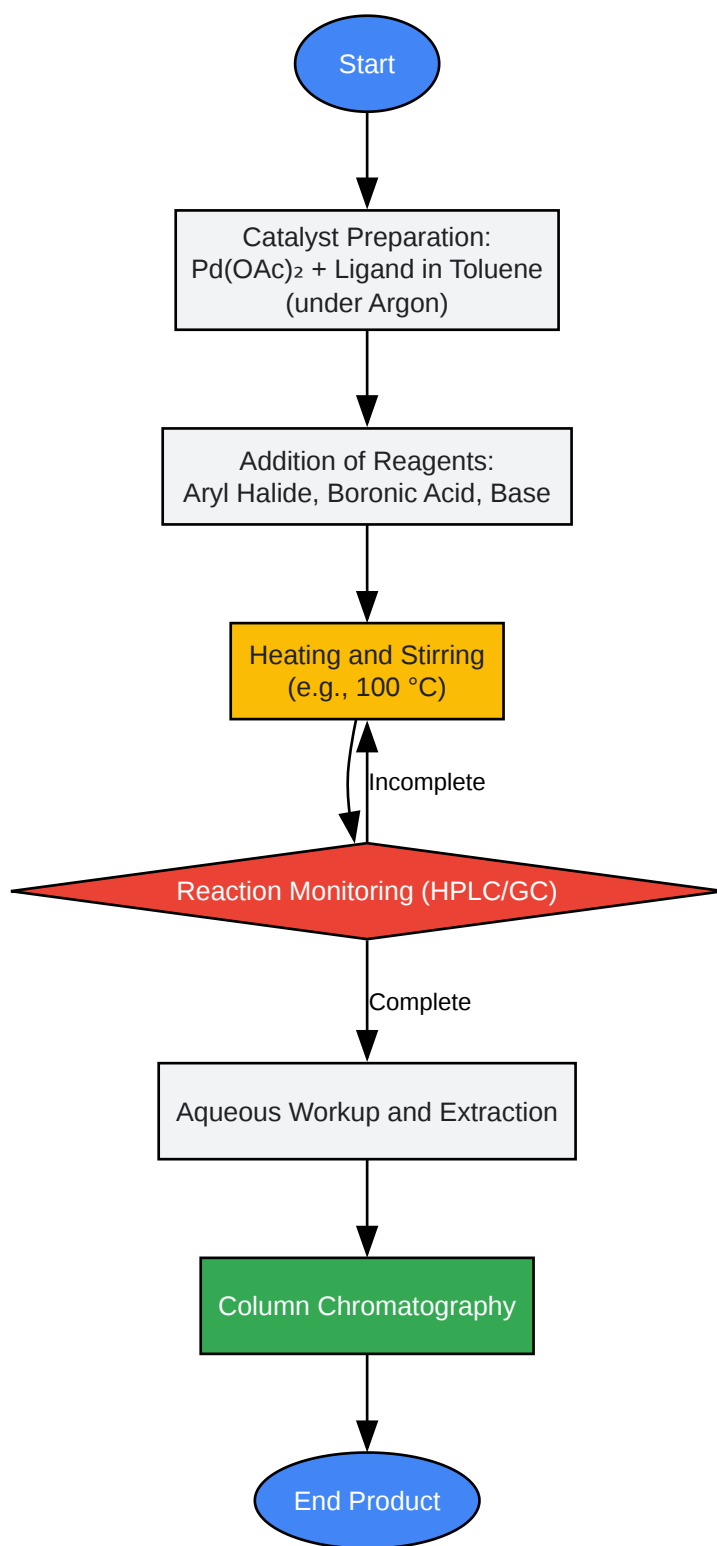 Start
Catalyst Preparation:
Pd(OAc)₂ + Ligand in Toluene
(under Argon)
Addition of Reagents:
Aryl Halide, Boronic Acid, Base
Heating and Stirring
(e.g., 100 °C)
Incomplete
Reaction Monitoring (HPLC/GC)
Complete
Aqueous Workup and Extraction
Column Chromatography
End Product